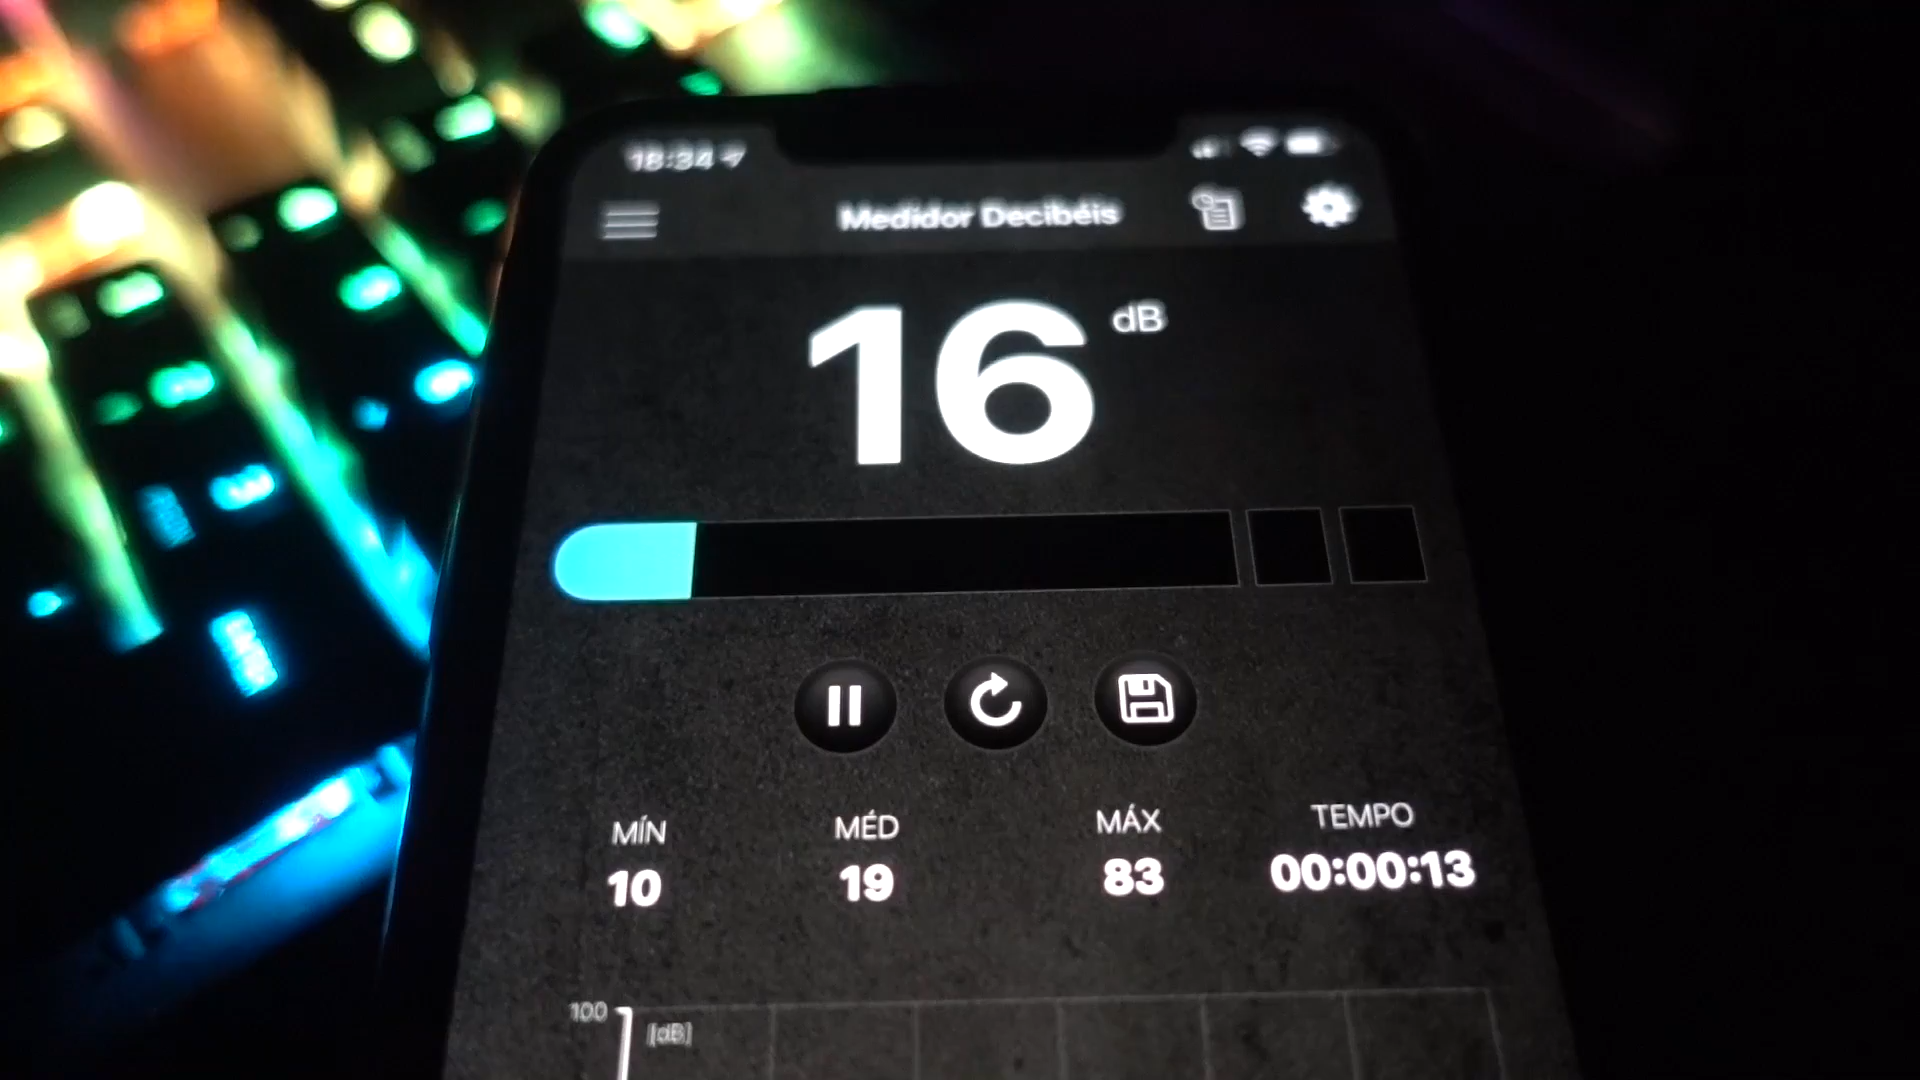 18:34
Medidor Decibéis
16 dB
MÍN MÉD MÁX TEMPO
10 19 83 00:00:13
100
[dB]